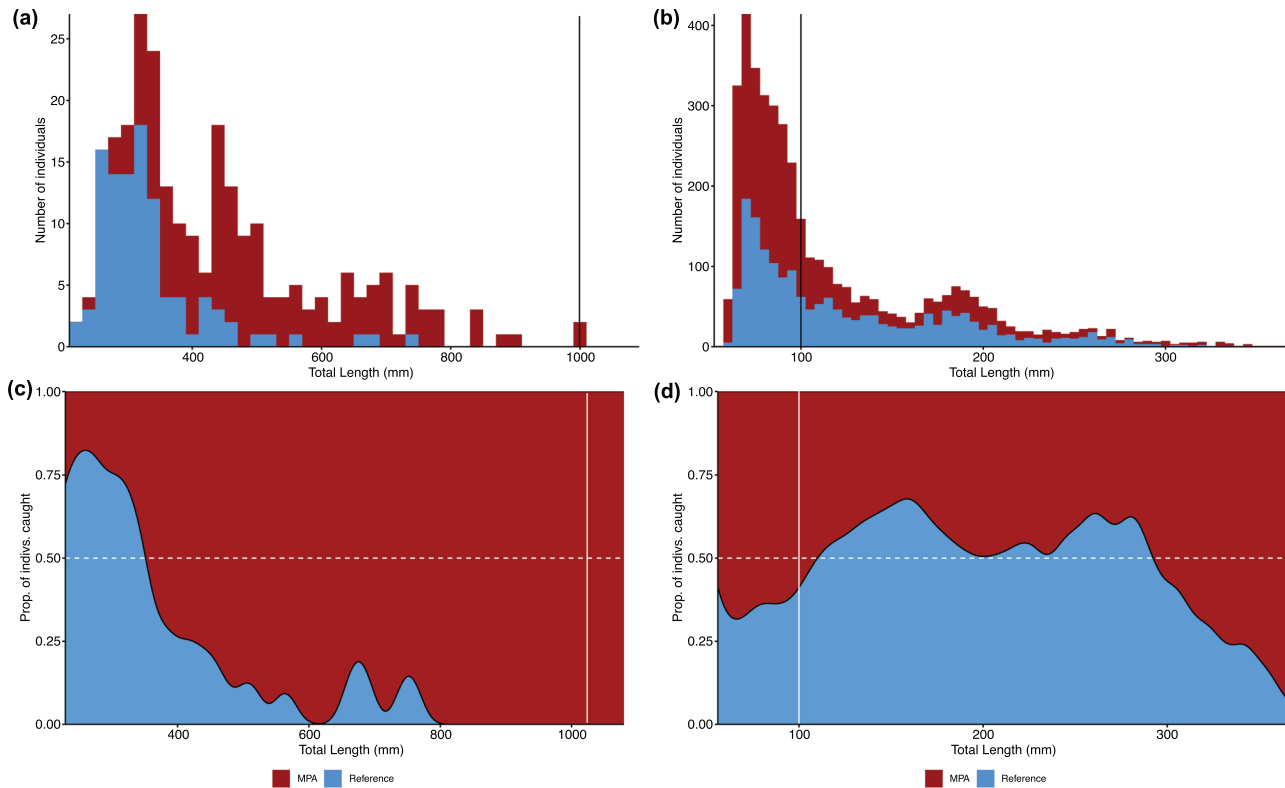 (a)
Number of individuals
25
20
15
10
5
0
400 600 800 1000
Total Length (mm)
(b)
Number of individuals
400
300
200
100
0
100 200 300
Total Length (mm)
(c)
Prop. of indivs. caught
1.00
0.75
0.50
0.25
0.00
400 600 800 1000
Total Length (mm)
MPA Reference
(d)
Prop. of indivs. caught
1.00
0.75
0.50
0.25
0.00
100 200 300
Total Length (mm)
MPA Reference